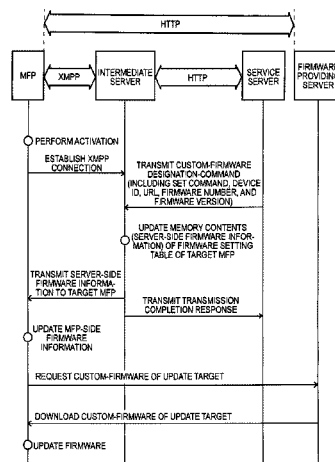 HTTP
MFP
XMPP
INTERMEDIATE
SERVER
HTTP
SERVICE
SERVER
FIRMWARE
PROVIDING
SERVER
PERFORM ACTIVATION
ESTABLISH XMPP
CONNECTION
TRANSMIT CUSTOM-FIRMWARE
DESIGNATION-COMMAND
(INCLUDING SET COMMAND, DEVICE
ID, URL, FIRMWARE NUMBER, AND
FIRMWARE VERSION)
UPDATE MEMORY CONTENTS
(SERVER-SIDE FIRMWARE INFOR-
MATION) OF FIRMWARE SETTING
TABLE OF TARGET MFP
TRANSMIT SERVER-SIDE
FIRMWARE INFORMA-
TION TO TARGET MFP
TRANSMIT TRANSMISSION
COMPLETION RESPONSE
UPDATE MFP-SIDE
FIRMWARE
INFORMATION
REQUEST CUSTOM-FIRMWARE OF UPDATE TARGET
DOWNLOAD CUSTOM-FIRMWARE OF UPDATE TARGET
UPDATE FIRMWARE